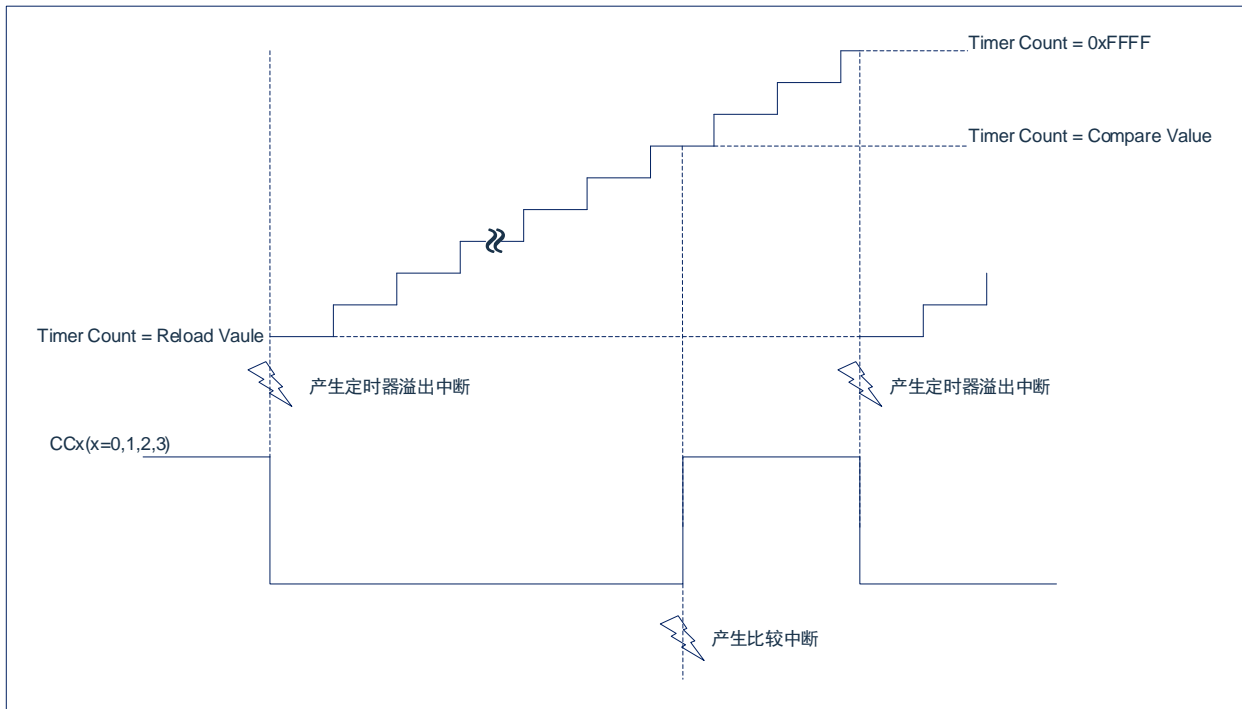 Timer Count = 0xFFFF
Timer Count = Compare Value
Timer Count = Reload Vaule
产生定时器溢出中断
产生定时器溢出中断
CCx(x=0,1,2,3)
产生比较中断